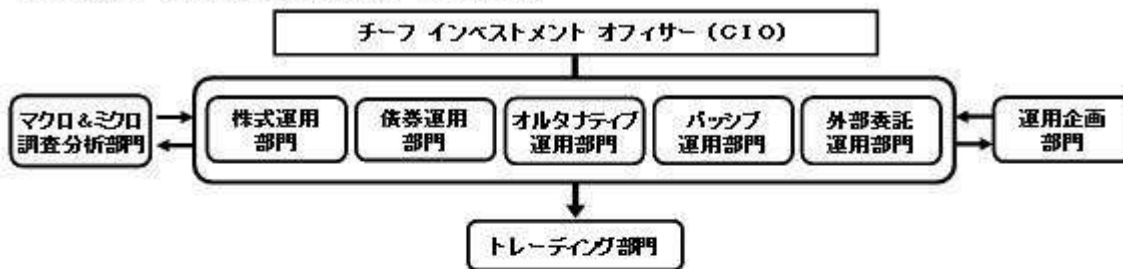 チーフ インベストメント オフィサー（CIO）
マクロ＆ミクロ
調査分析部門
株式運用
部門
債券運用
部門
オルタナティブ
運用部門
パッシブ
運用部門
外部委託
運用部門
運用企画
部門
トレーディング部門